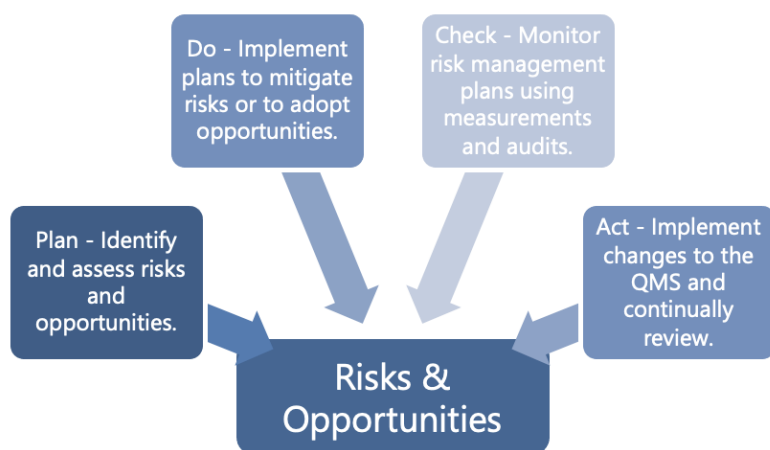 Do - Implement
plans to mitigate
risks or to adopt
opportunities.
Check - Monitor
risk management
plans using
measurements
and audits.
Plan - Identify
and assess risks
and
opportunities.
Act - Implement
changes to the
QMS and
continually
review.
Risks &
Opportunities